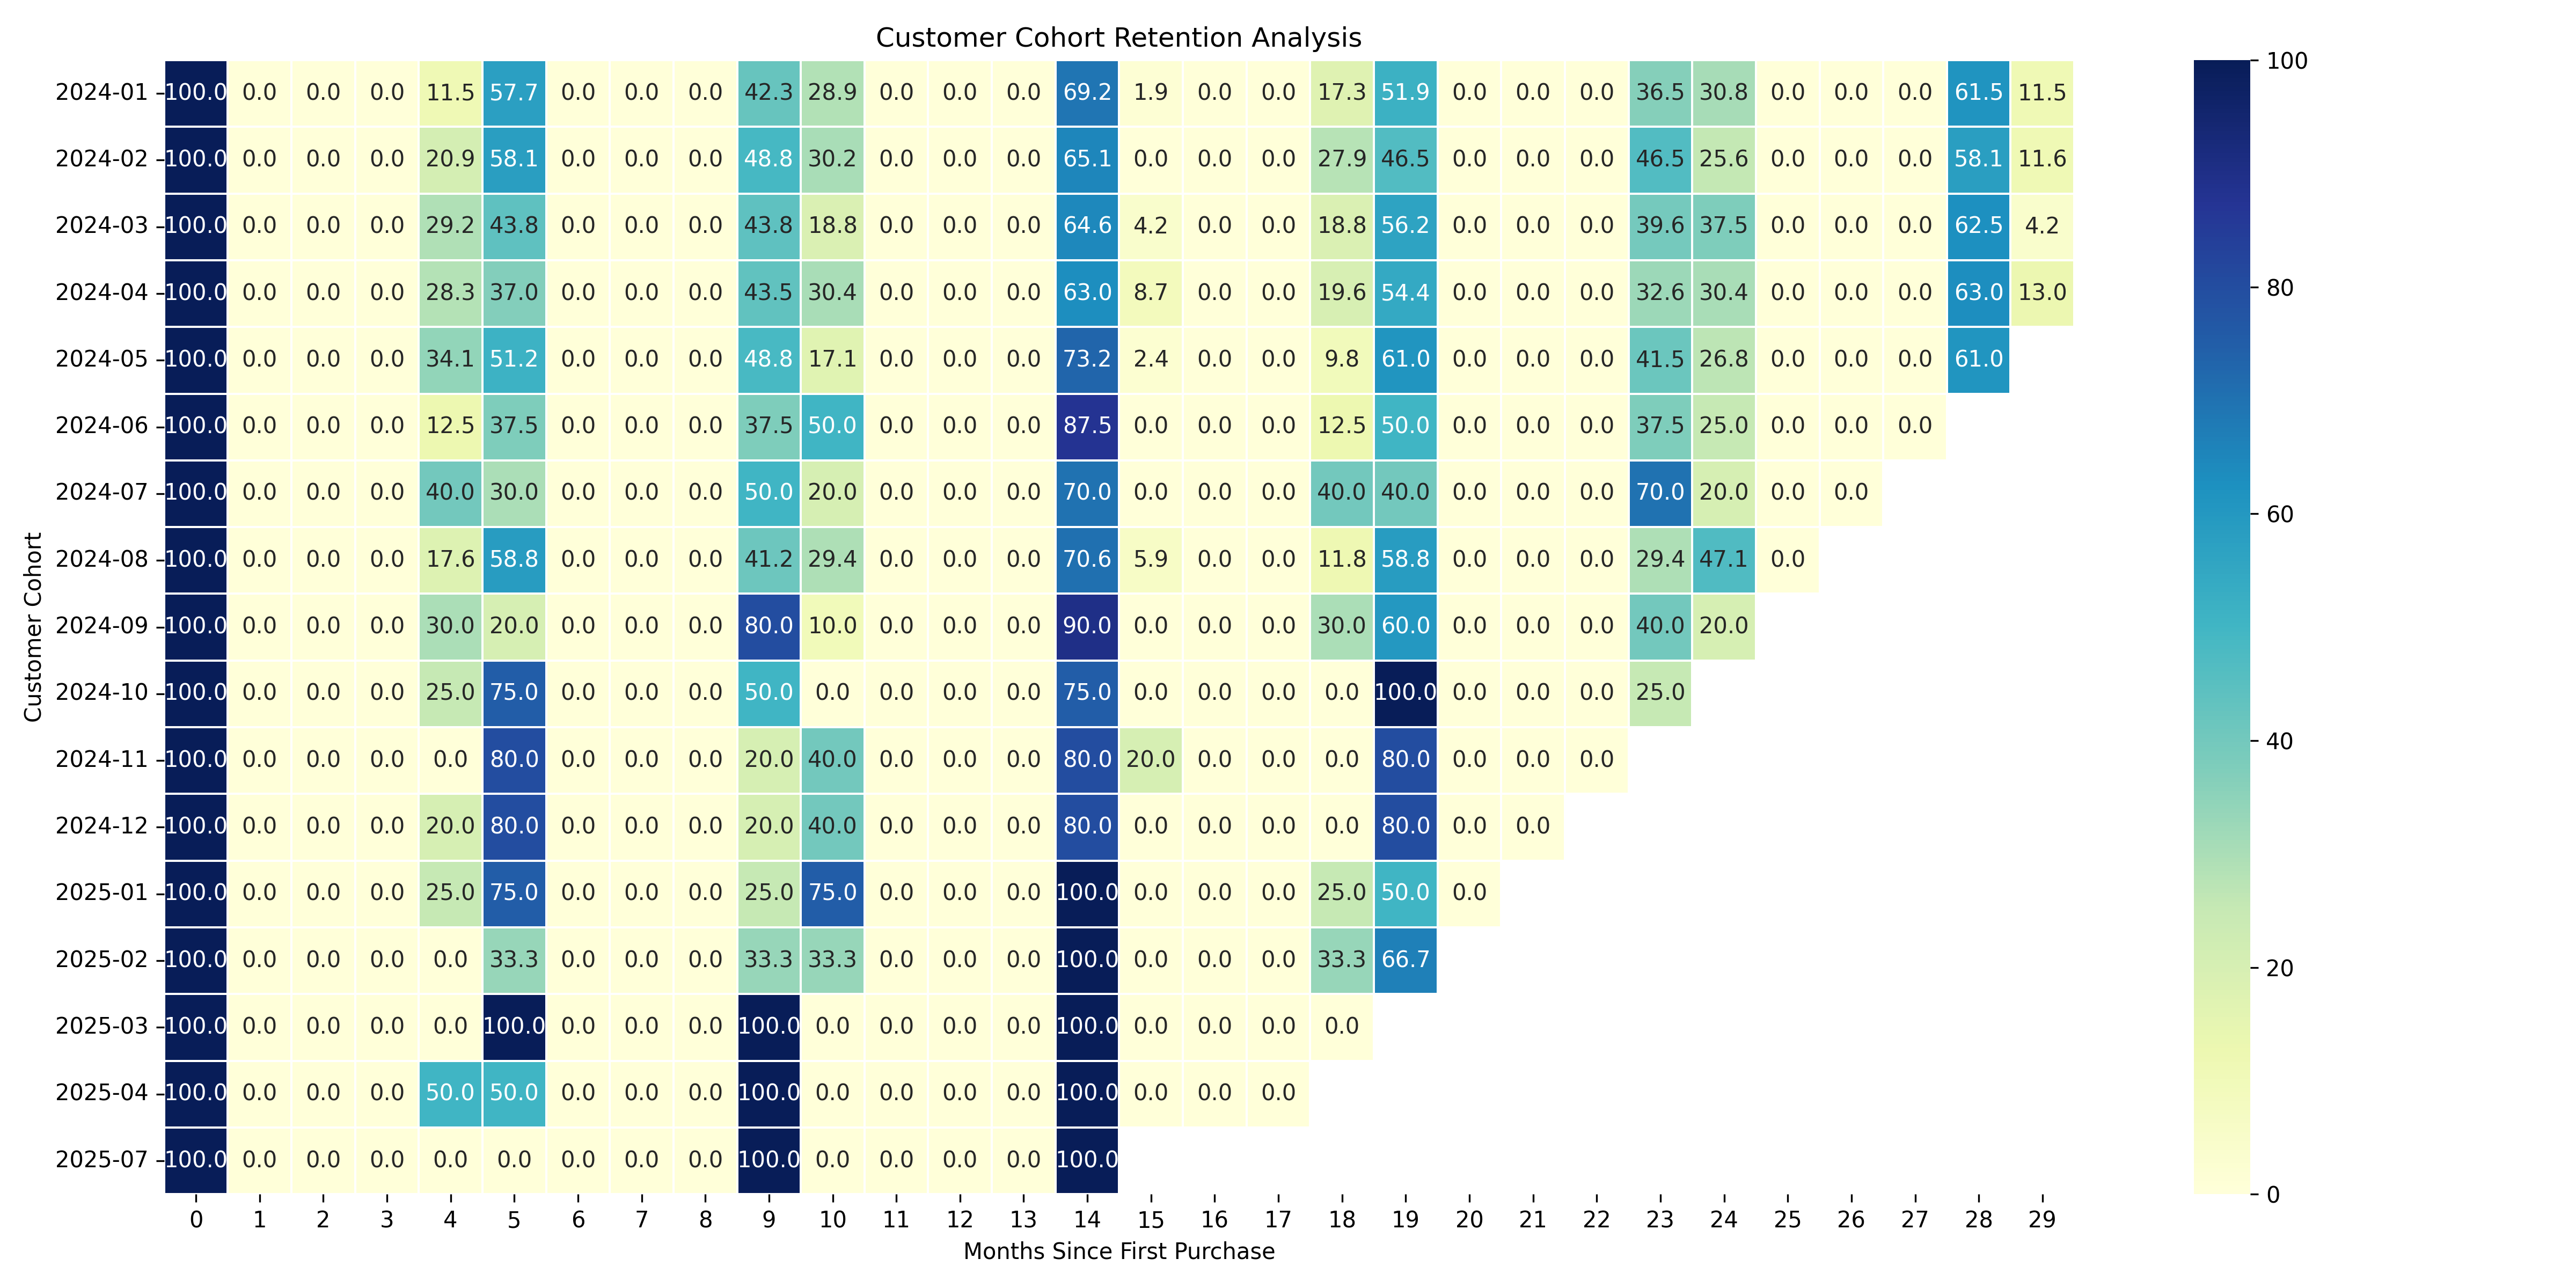 Customer Cohort Retention Analysis
2024-01 100.0 0.0 0.0 0.0 11.5 57.7 0.0 0.0 0.0 42.3 28.9 0.0 0.0 0.0 69.2 1.9 0.0 0.0 17.3 51.9 0.0 0.0 0.0 36.5 30.8 0.0 0.0 0.0 61.5 11.5
2024-02 100.0 0.0 0.0 0.0 20.9 58.1 0.0 0.0 0.0 48.8 30.2 0.0 0.0 0.0 65.1 0.0 0.0 0.0 27.9 46.5 0.0 0.0 0.0 46.5 25.6 0.0 0.0 0.0 58.1 11.6
2024-03 100.0 0.0 0.0 0.0 29.2 43.8 0.0 0.0 0.0 43.8 18.8 0.0 0.0 0.0 64.6 4.2 0.0 0.0 18.8 56.2 0.0 0.0 0.0 39.6 37.5 0.0 0.0 0.0 62.5 4.2
2024-04 100.0 0.0 0.0 0.0 28.3 37.0 0.0 0.0 0.0 43.5 30.4 0.0 0.0 0.0 63.0 8.7 0.0 0.0 19.6 54.4 0.0 0.0 0.0 32.6 30.4 0.0 0.0 0.0 63.0 13.0
2024-05 100.0 0.0 0.0 0.0 34.1 51.2 0.0 0.0 0.0 48.8 17.1 0.0 0.0 0.0 73.2 2.4 0.0 0.0 9.8 61.0 0.0 0.0 0.0 41.5 26.8 0.0 0.0 0.0 61.0
2024-06 100.0 0.0 0.0 0.0 12.5 37.5 0.0 0.0 0.0 37.5 50.0 0.0 0.0 0.0 87.5 0.0 0.0 0.0 12.5 50.0 0.0 0.0 0.0 37.5 25.0 0.0 0.0 0.0
2024-07 100.0 0.0 0.0 0.0 40.0 30.0 0.0 0.0 0.0 50.0 20.0 0.0 0.0 0.0 70.0 0.0 0.0 0.0 40.0 40.0 0.0 0.0 0.0 70.0 20.0 0.0 0.0
2024-08 100.0 0.0 0.0 0.0 17.6 58.8 0.0 0.0 0.0 41.2 29.4 0.0 0.0 0.0 70.6 5.9 0.0 0.0 11.8 58.8 0.0 0.0 0.0 29.4 47.1 0.0
2024-09 100.0 0.0 0.0 0.0 30.0 20.0 0.0 0.0 0.0 80.0 10.0 0.0 0.0 0.0 90.0 0.0 0.0 0.0 30.0 60.0 0.0 0.0 0.0 40.0 20.0
2024-10 100.0 0.0 0.0 0.0 25.0 75.0 0.0 0.0 0.0 50.0 0.0 0.0 0.0 0.0 75.0 0.0 0.0 0.0 0.0 100.0 0.0 0.0 0.0 25.0
2024-11 100.0 0.0 0.0 0.0 0.0 80.0 0.0 0.0 0.0 20.0 40.0 0.0 0.0 0.0 80.0 20.0 0.0 0.0 0.0 80.0 0.0 0.0 0.0
2024-12 100.0 0.0 0.0 0.0 20.0 80.0 0.0 0.0 0.0 20.0 40.0 0.0 0.0 0.0 80.0 0.0 0.0 0.0 0.0 80.0 0.0 0.0
2025-01 100.0 0.0 0.0 0.0 25.0 75.0 0.0 0.0 0.0 25.0 75.0 0.0 0.0 0.0 100.0 0.0 0.0 0.0 25.0 50.0 0.0
2025-02 100.0 0.0 0.0 0.0 0.0 33.3 0.0 0.0 0.0 33.3 33.3 0.0 0.0 0.0 100.0 0.0 0.0 0.0 33.3 66.7
2025-03 100.0 0.0 0.0 0.0 0.0 100.0 0.0 0.0 0.0 100.0 0.0 0.0 0.0 0.0 100.0 0.0 0.0 0.0 0.0
2025-04 100.0 0.0 0.0 0.0 50.0 50.0 0.0 0.0 0.0 100.0 0.0 0.0 0.0 0.0 100.0 0.0 0.0 0.0
2025-07 100.0 0.0 0.0 0.0 0.0 0.0 0.0 0.0 0.0 100.0 0.0 0.0 0.0 0.0 100.0
0 1 2 3 4 5 6 7 8 9 10 11 12 13 14 15 16 17 18 19 20 21 22 23 24 25 26 27 28 29
Months Since First Purchase
Customer Cohort
100
80
60
40
20
0